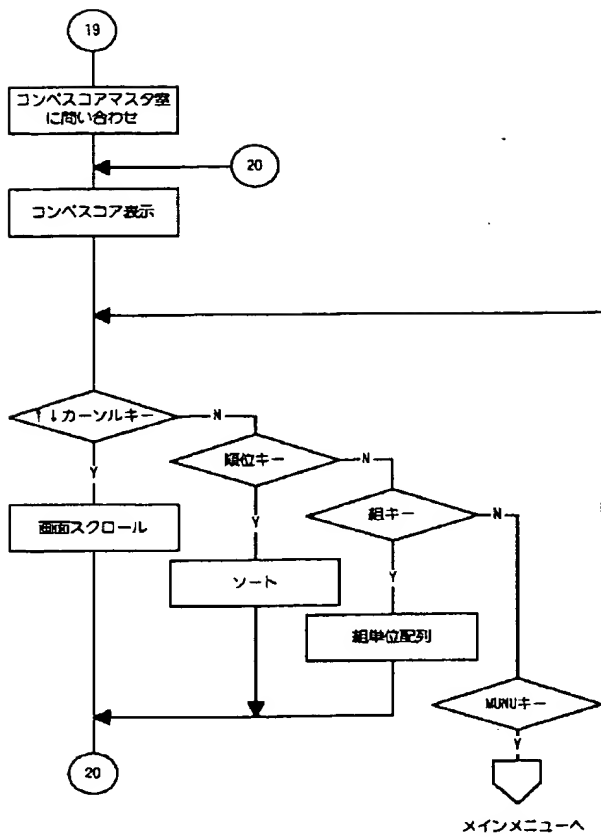 19
コンペスコアマスタ室
に問い合わせ
20
コンペスコア表示
↑↓カーソルキー
N
順位キー
N
組キー
N
Y
画面スクロール
Y
ソート
Y
組単位配列
MUNUキー
Y
20
メインメニューへ